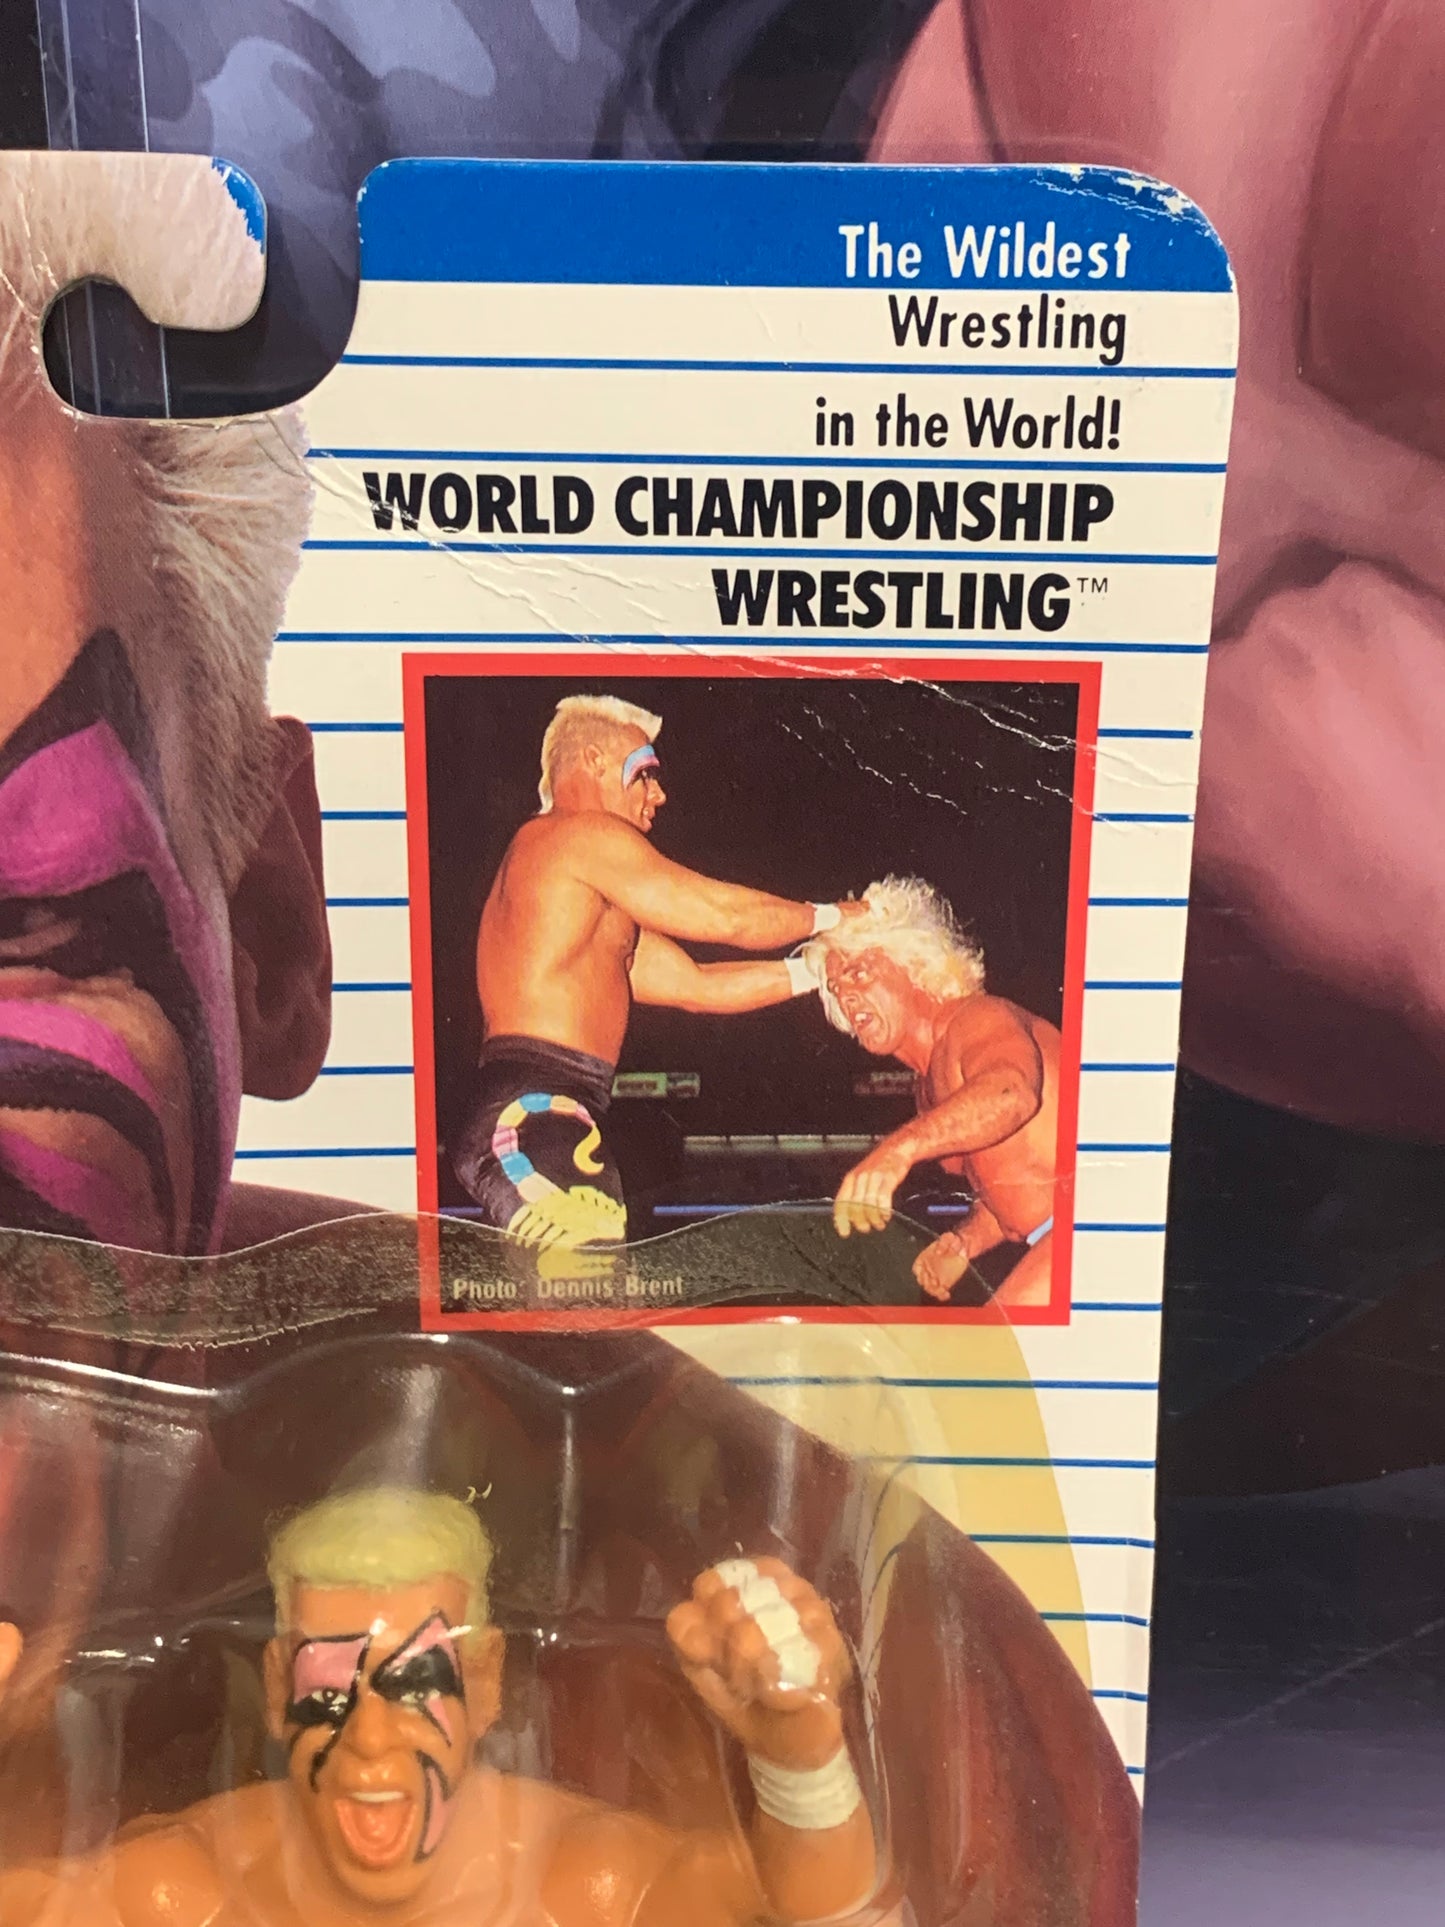 The Wildest
Wrestling
in the World!
WORLD CHAMPIONSHIP
WRESTLING™
Photo: Dennis Brent